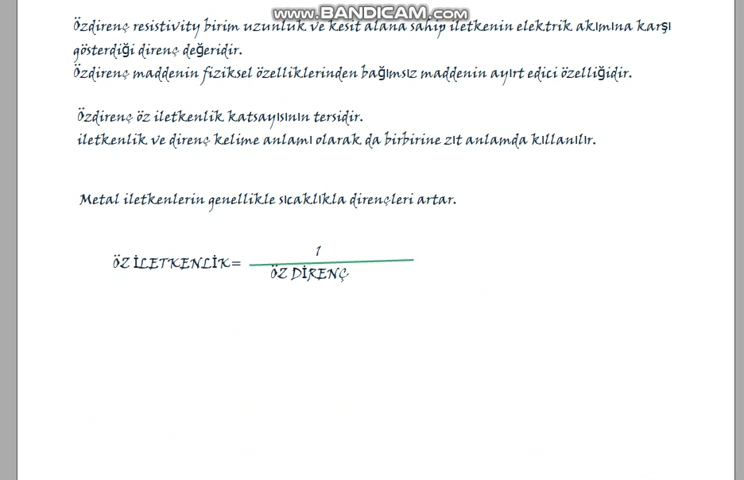 www.BANDICAM.com
Özdirenç resistivity birim uzunluk ve kesit alana sahip iletkenin elektrik akımına karşı
gösterdiği direnç değeridir.
Özdirenç maddenin fiziksel özelliklerinden bağımsız maddenin ayırt edici özelliğidir.
Özdirenç öz iletkenlik katsayısının tersidir.
iletkenlik ve direnç kelime anlamı olarak da birbirine zıt anlamda kıllanılır.
Metal iletkenlerin genellikle sıcaklıkla dirençleri artar.
1
ÖZ İLETKENLİK=
ÖZ DİRENÇ